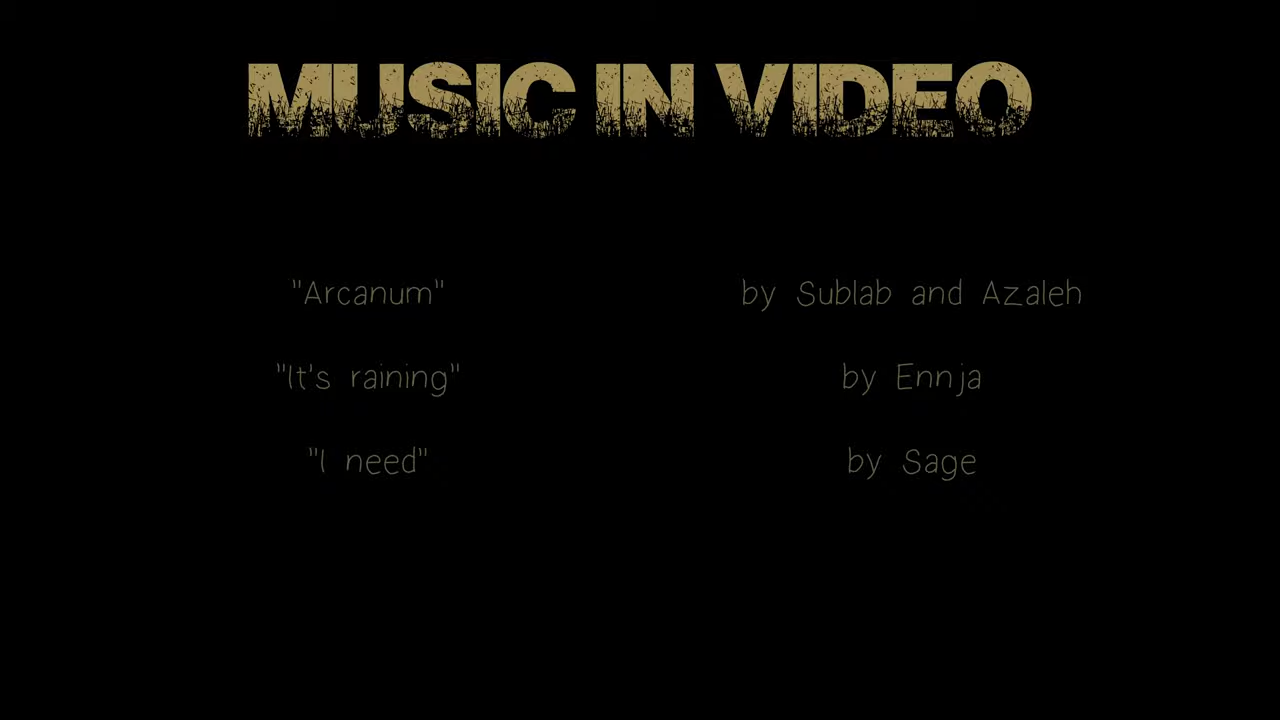 MUSIC IN VIDEO
"Arcanum" by Sublab and Azaleh
"It's raining" by Ennja
"I need" by Sage